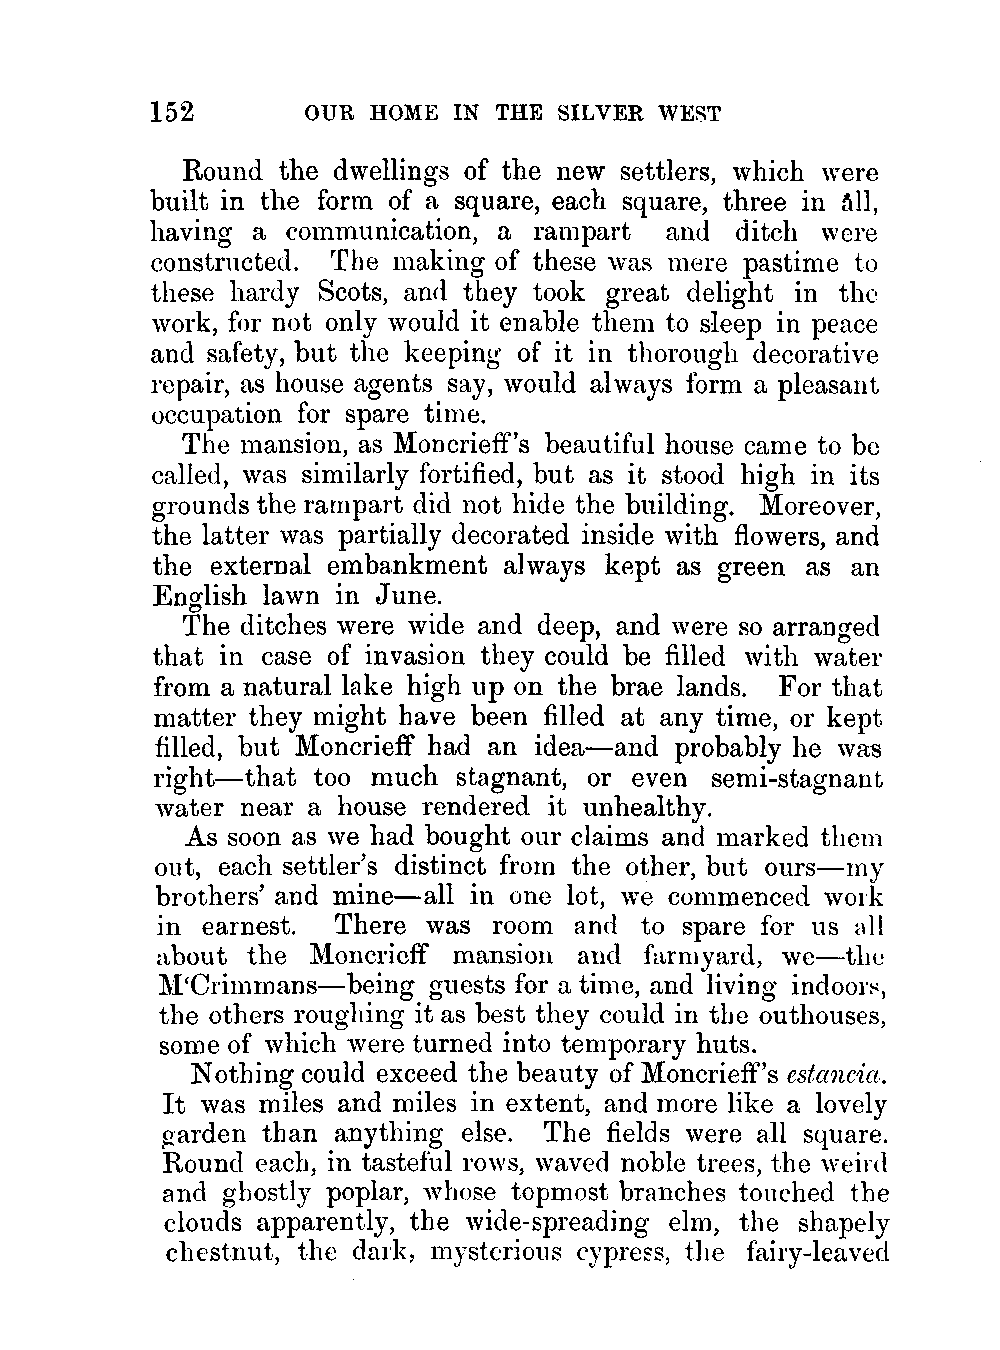 152 OUR HOME IN THE SILVER WEST
Round the dwellings of the new settlers, which were
built in the form of a square, each square, three in all,
having a communication, a rampart and ditch were
constructed. The making of these was mere pastime to
these hardy Scots, and they took great delight in the
work, for not only would it enable them to sleep in peace
and safety, but the keeping of it in thorough decorative
repair, as house agents say, would always form a pleasant
occupation for spare time.
The mansion, as Moncrieff's beautiful house came to be
called, was similarly fortified, but as it stood high in its
grounds the rampart did not hide the building. Moreover,
the latter was partially decorated inside with flowers, and
the external embankment always kept as green as an
English lawn in June.
The ditches were wide and deep, and were so arranged
that in case of invasion they could be filled with water
from a natural lake high up on the brae lands. For that
matter they might have been filled at any time, or kept
filled, but Moncrieff had an idea—and probably he was
right—that too much stagnant, or even semi-stagnant
water near a house rendered it unhealthy.
As soon as we had bought our claims and marked them
out, each settler's distinct from the other, but ours—my
brothers' and mine—all in one lot, we commenced work
in earnest. There was room and to spare for us all
about the Moncrieff mansion and farmyard, we—the
M‘Crimmans—being guests for a time, and living indoors,
the others roughing it as best they could in the outhouses,
some of which were turned into temporary huts.
Nothing could exceed the beauty of Moncrieff's estancia.
It was miles and miles in extent, and more like a lovely
garden than anything else. The fields were all square.
Round each, in tasteful rows, waved noble trees, the weird
and ghostly poplar, whose topmost branches touched the
clouds apparently, the wide-spreading elm, the shapely
chestnut, the dark, mysterious cypress, the fairy-leaved